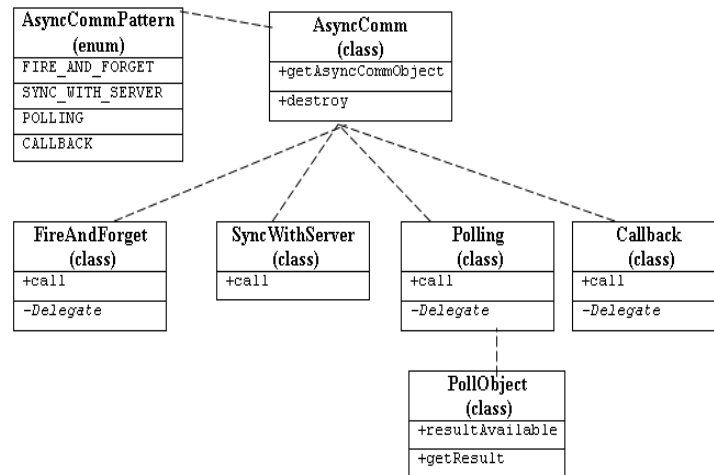 AsyncCommPattern
(enum)
FIRE_AND_FORGET
SYNC_WITH_SERVER
POLLING
CALLBACK
AsyncComm
(class)
+getAsyncCommObject
+destroy
FireAndForget
(class)
+call
-Delegate
SyncWithServer
(class)
+call
Polling
(class)
+call
-Delegate
Callback
(class)
+call
-Delegate
PollObject
(class)
+resultAvailable
+getResult